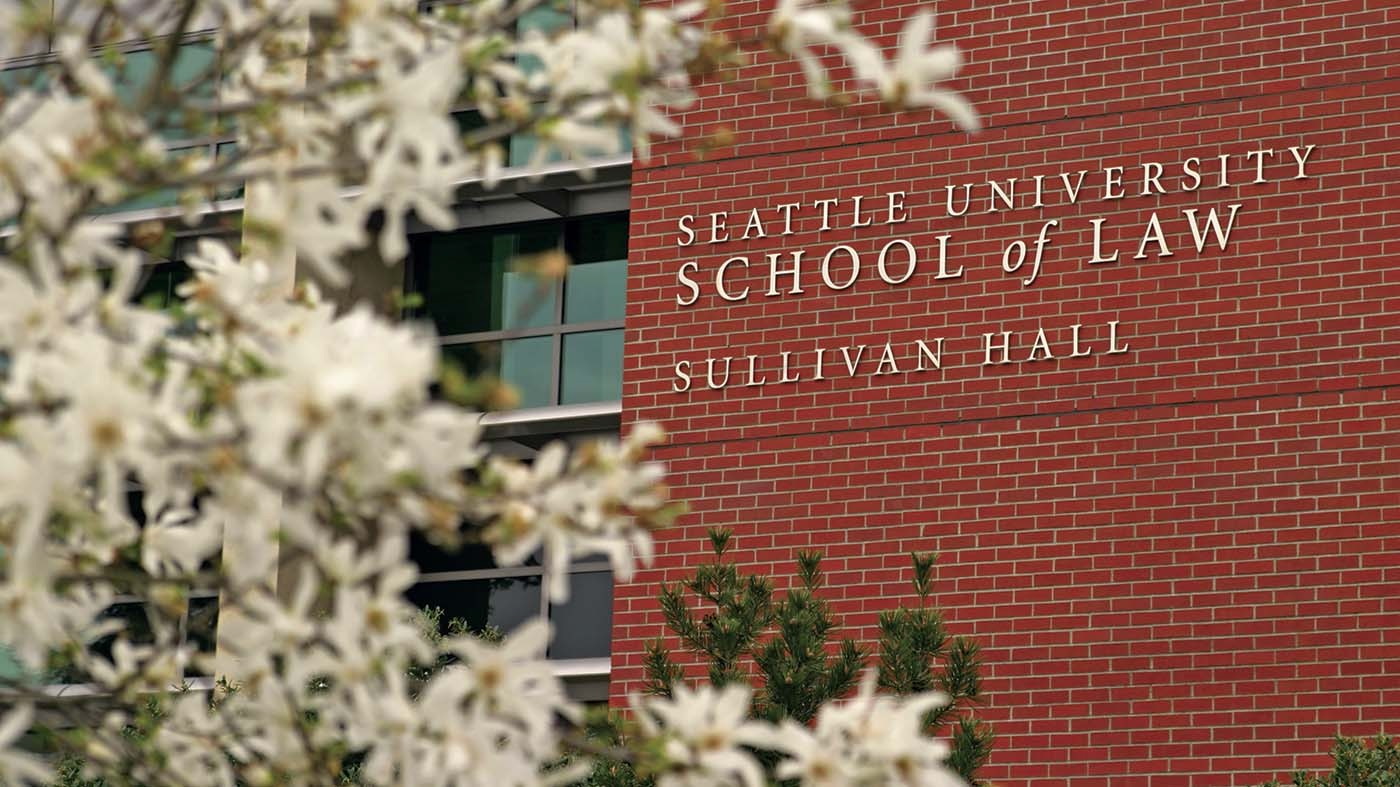 SEATTLE UNIVERSITY
SCHOOL of LAW
SULLIVAN HALL